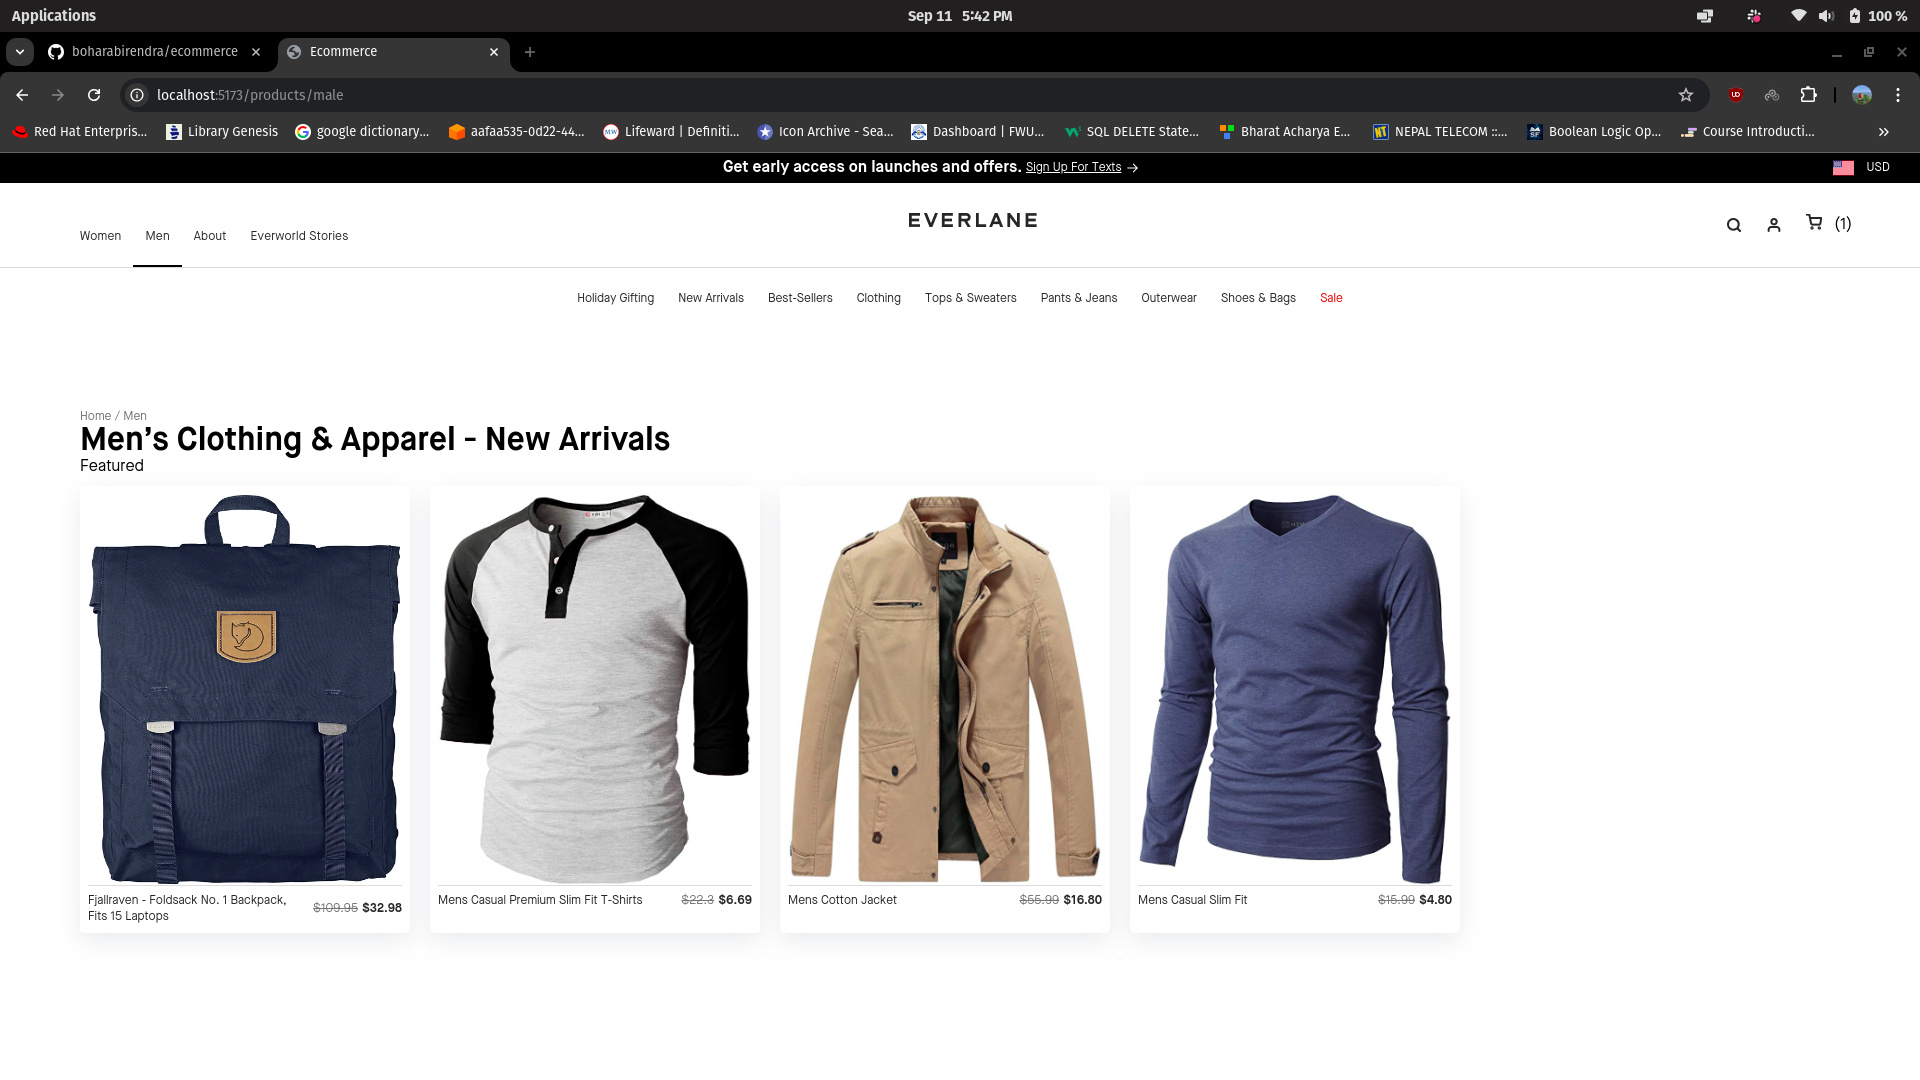 Applications
Sep 11 5:42 PM
100 %
boharabirendra/ecommerce
Ecommerce
localhost:5173/products/male
Red Hat Enterpris...
Library Genesis
google dictionary...
aafaa535-0d22-44...
Lifeward | Definiti...
Icon Archive - Sea...
Dashboard | FWU...
SQL DELETE State...
Bharat Acharya E...
NEPAL TELECOM ::...
Boolean Logic Op...
Course Introducti...
Get early access on launches and offers. Sign Up For Texts →
USD
Women Men About Everworld Stories
EVERLANE
(1)
Holiday Gifting New Arrivals Best-Sellers Clothing Tops & Sweaters Pants & Jeans Outerwear Shoes & Bags Sale
Home / Men
Men’s Clothing & Apparel - New Arrivals
Featured
Fjallraven - Foldsack No. 1 Backpack,
Fits 15 Laptops
$109.95 $32.98
Mens Casual Premium Slim Fit T-Shirts
$22.3 $6.69
Mens Cotton Jacket
$55.99 $16.80
Mens Casual Slim Fit
$15.99 $4.80